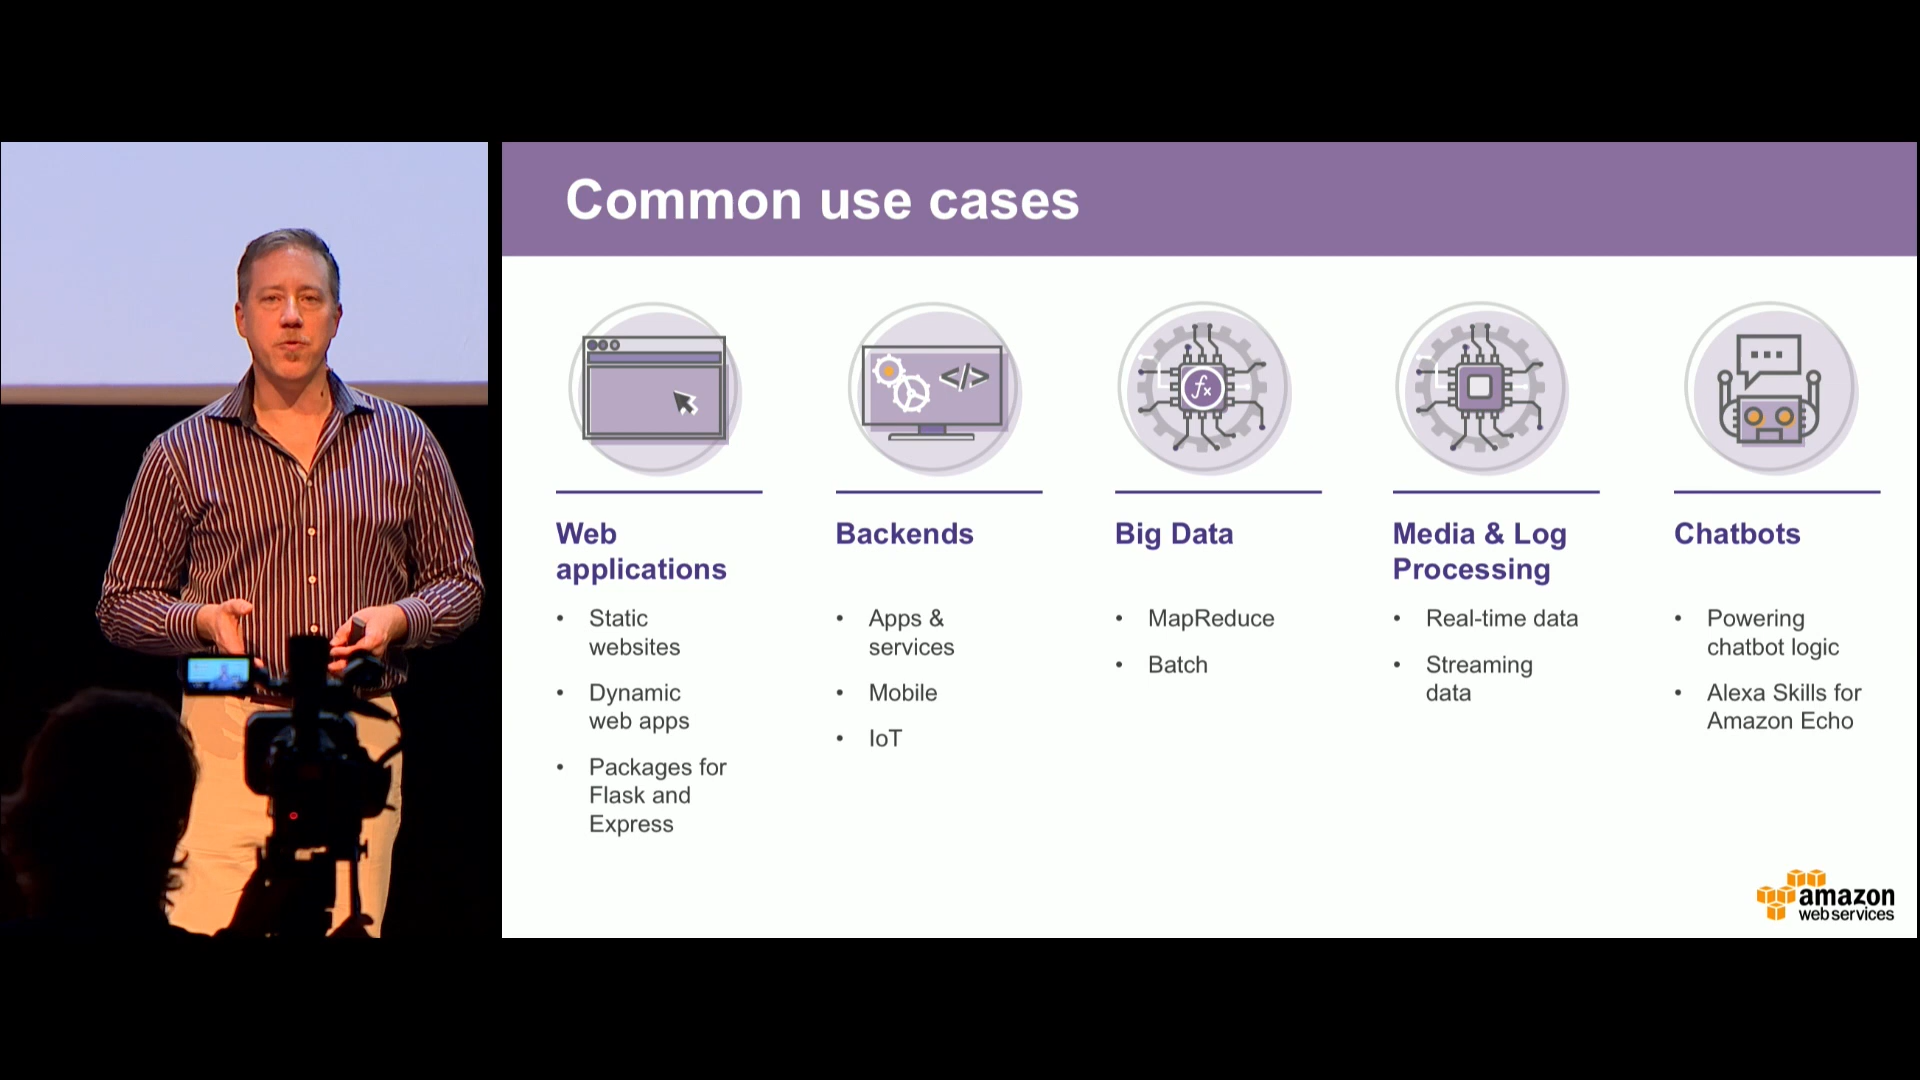 Common use cases
Web
applications
• Static
websites
• Dynamic
web apps
• Packages for
Flask and
Express
</>
Backends
• Apps &
services
• Mobile
• IoT
fx
Big Data
• MapReduce
• Batch
Media & Log
Processing
• Real-time data
• Streaming
data
Chatbots
• Powering
chatbot logic
• Alexa Skills for
Amazon Echo
amazon
webservices